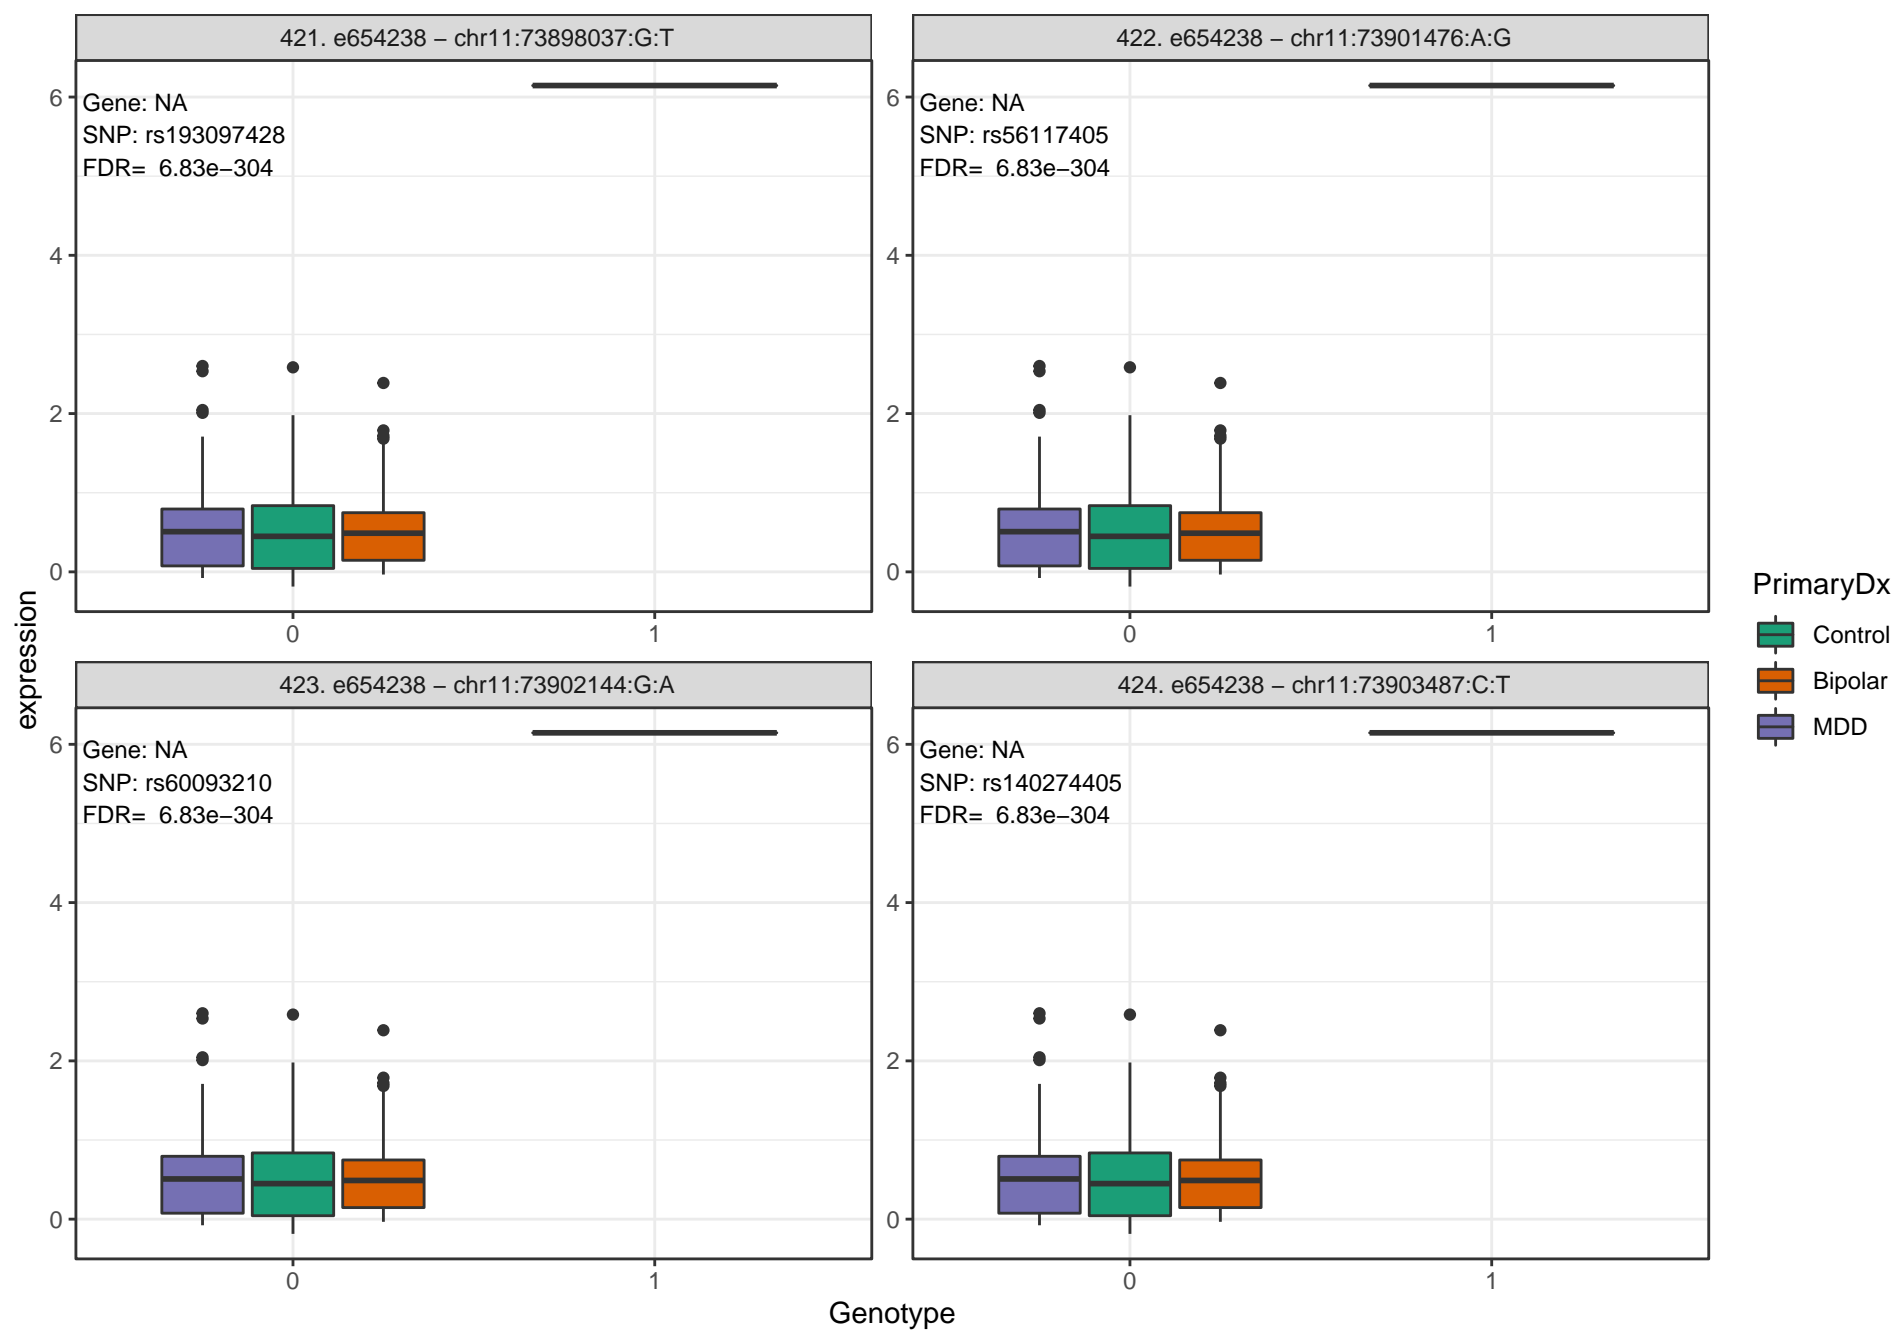 421. e654238 − chr11:73898037:G:T
422. e654238 − chr11:73901476:A:G
Gene: NA
SNP: rs193097428
FDR=  6.83e−304
Gene: NA
SNP: rs56117405
FDR=  6.83e−304
6
4
2
0
6
4
2
0
0
1
0
1
423. e654238 − chr11:73902144:G:A
424. e654238 − chr11:73903487:C:T
Gene: NA
SNP: rs60093210
FDR=  6.83e−304
Gene: NA
SNP: rs140274405
FDR=  6.83e−304
6
4
2
0
6
4
2
0
0
1
0
1
expression
Genotype
PrimaryDx
Control
Bipolar
MDD